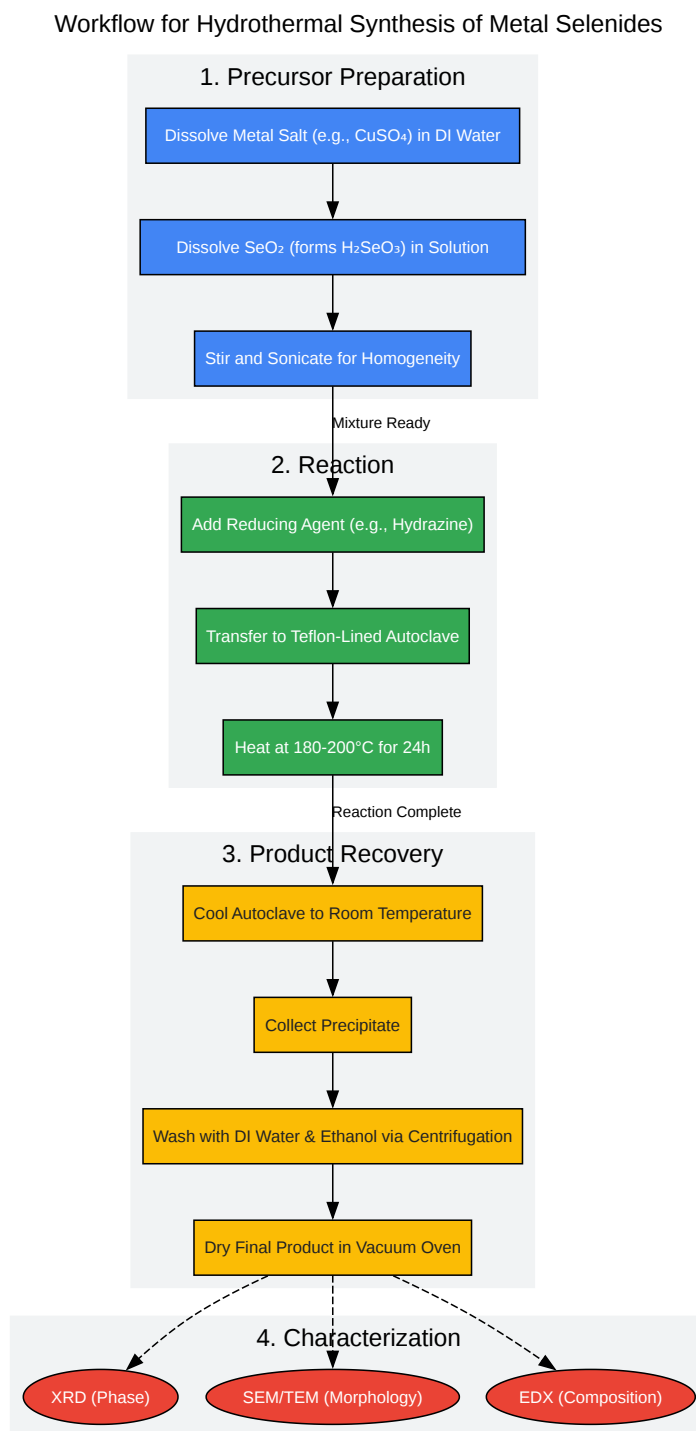 Workflow for Hydrothermal Synthesis of Metal Selenides
1. Precursor Preparation
Dissolve Metal Salt (e.g., CuSO₄) in DI Water
Dissolve SeO₂ (forms H₂SeO₃) in Solution
Stir and Sonicate for Homogeneity
Mixture Ready
2. Reaction
Add Reducing Agent (e.g., Hydrazine)
Transfer to Teflon-Lined Autoclave
Heat at 180-200°C for 24h
Reaction Complete
3. Product Recovery
Cool Autoclave to Room Temperature
Collect Precipitate
Wash with DI Water & Ethanol via Centrifugation
Dry Final Product in Vacuum Oven
4. Characterization
XRD (Phase)
SEM/TEM (Morphology)
EDX (Composition)